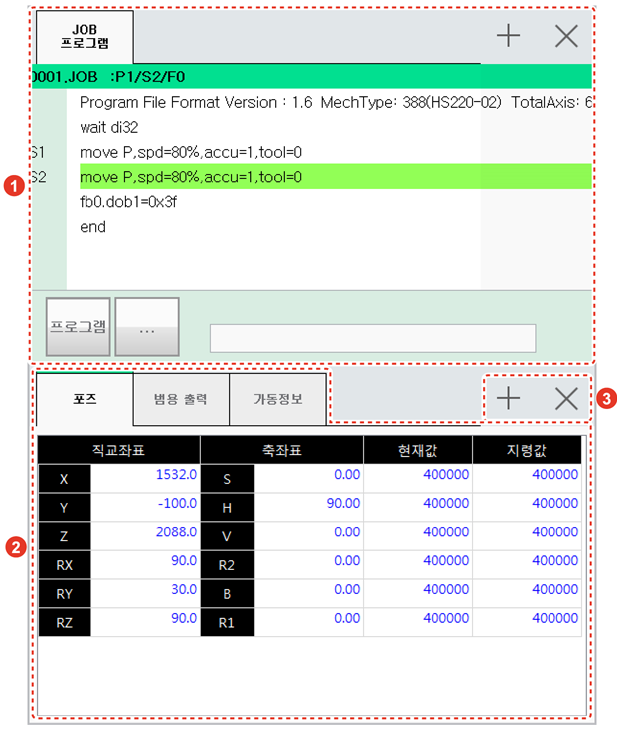 JOB
프로그램
0001.JOB :P1/S2/F0
Program File Format Version : 1.6 MechType: 388(HS220-02) TotalAxis: 6
wait di32
S1 move P,spd=80%,accu=1,tool=0
S2 move P,spd=80%,accu=1,tool=0
fb0.dob1=0x3f
end
1
프로그램 ...
포즈 범용 출력 가동정보
3
직교좌표 축좌표 현재값 지령값
X 1532.0 S 0.00 400000 400000
Y -100.0 H 90.00 400000 400000
Z 2088.0 V 0.00 400000 400000
2
RX 90.0 R2 0.00 400000 400000
RY 30.0 B 0.00 400000 400000
RZ 90.0 R1 0.00 400000 400000